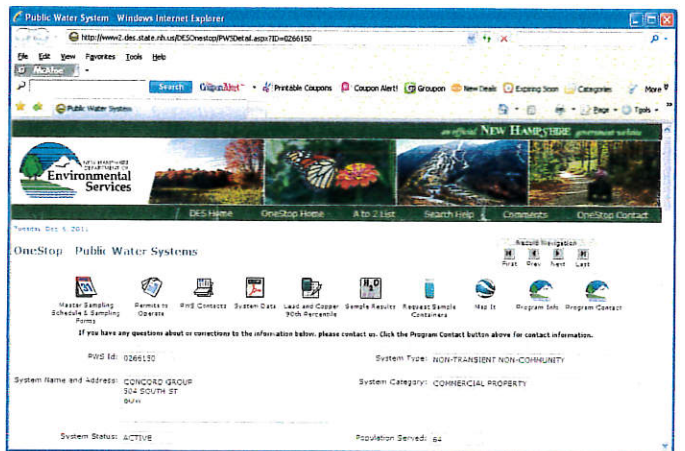 Public Water System - Windows Internet Explorer
http://www2.des.state.nh.us/DESOnestop/PWSDetail.aspx?ID=0266150
File Edit View Favorites Tools Help
McAfee
Search CouponAlert Printable Coupons Coupon Alert! Groupon New Deals Expiring Soon Categories More
Public Water System Page Tools
an official NEW HAMPSHIRE government website
NEW HAMPSHIRE
DEPARTMENT OF
Environmental
Services
DES Home OneStop Home A to Z List Search Help Comments OneStop Contact
OneStop Public Water Systems
Record Navigation
First Prev Next Last
Master Sampling Schedule & Sampling Forms
Permits to Operate
PWS Contacts
System Data
Lead and Copper 90th Percentile
Sample Results
Request Sample Containers
Map It
Program Info
Program Contact
If you have any questions about or corrections to the information below, please contact us. Click the Program Contact button above for contact information.
PWS Id: 0266150 System Type: NON-TRANSIENT NON-COMMUNITY
System Name and Address: CONCORD GROUP System Category: COMMERCIAL PROPERTY
504 SOUTH ST
BOW
System Status: ACTIVE Population Served: 64